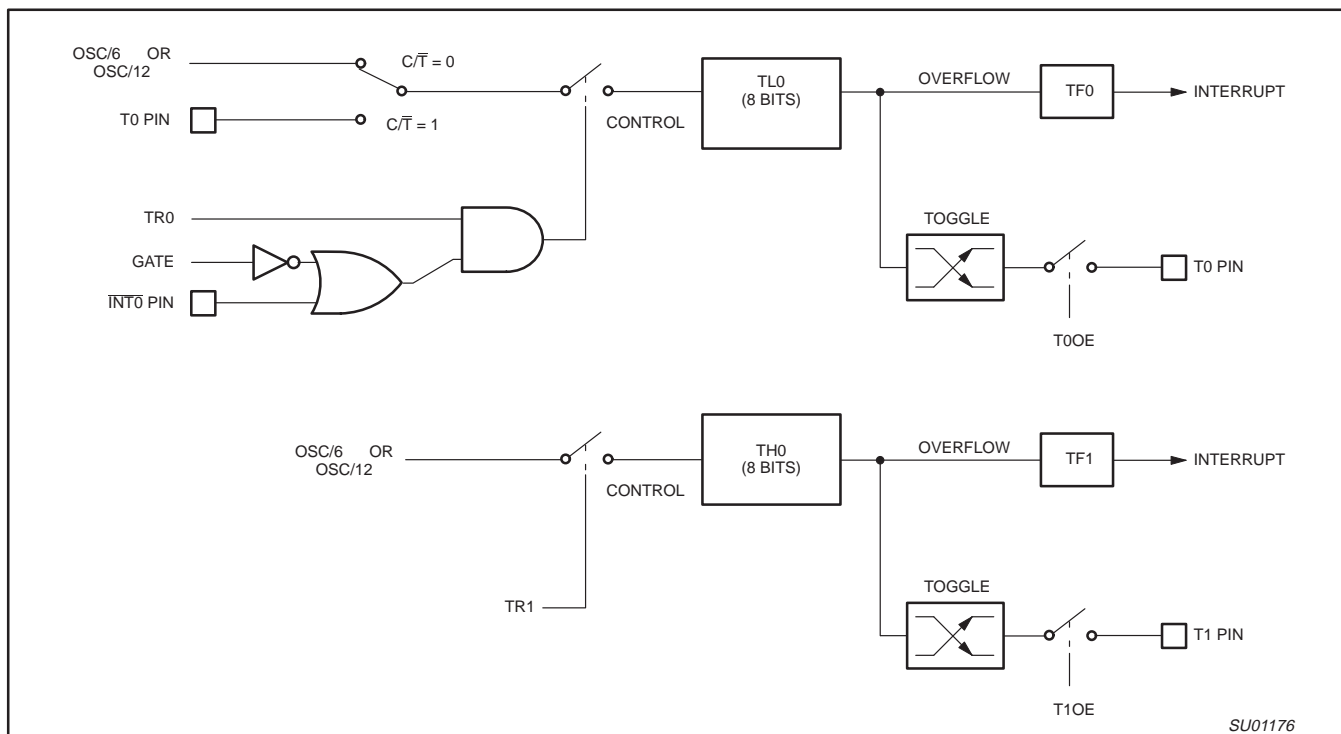 OSC/6 OR
OSC/12
C/T̅ = 0
T0 PIN
C/T̅ = 1
CONTROL
TL0
(8 BITS)
OVERFLOW
TF0
INTERRUPT
TR0
GATE
I̅N̅T̅0̅ PIN
TOGGLE
T0 PIN
T0OE
OSC/6 OR
OSC/12
CONTROL
TH0
(8 BITS)
OVERFLOW
TF1
INTERRUPT
TR1
TOGGLE
T1 PIN
T1OE
SU01176